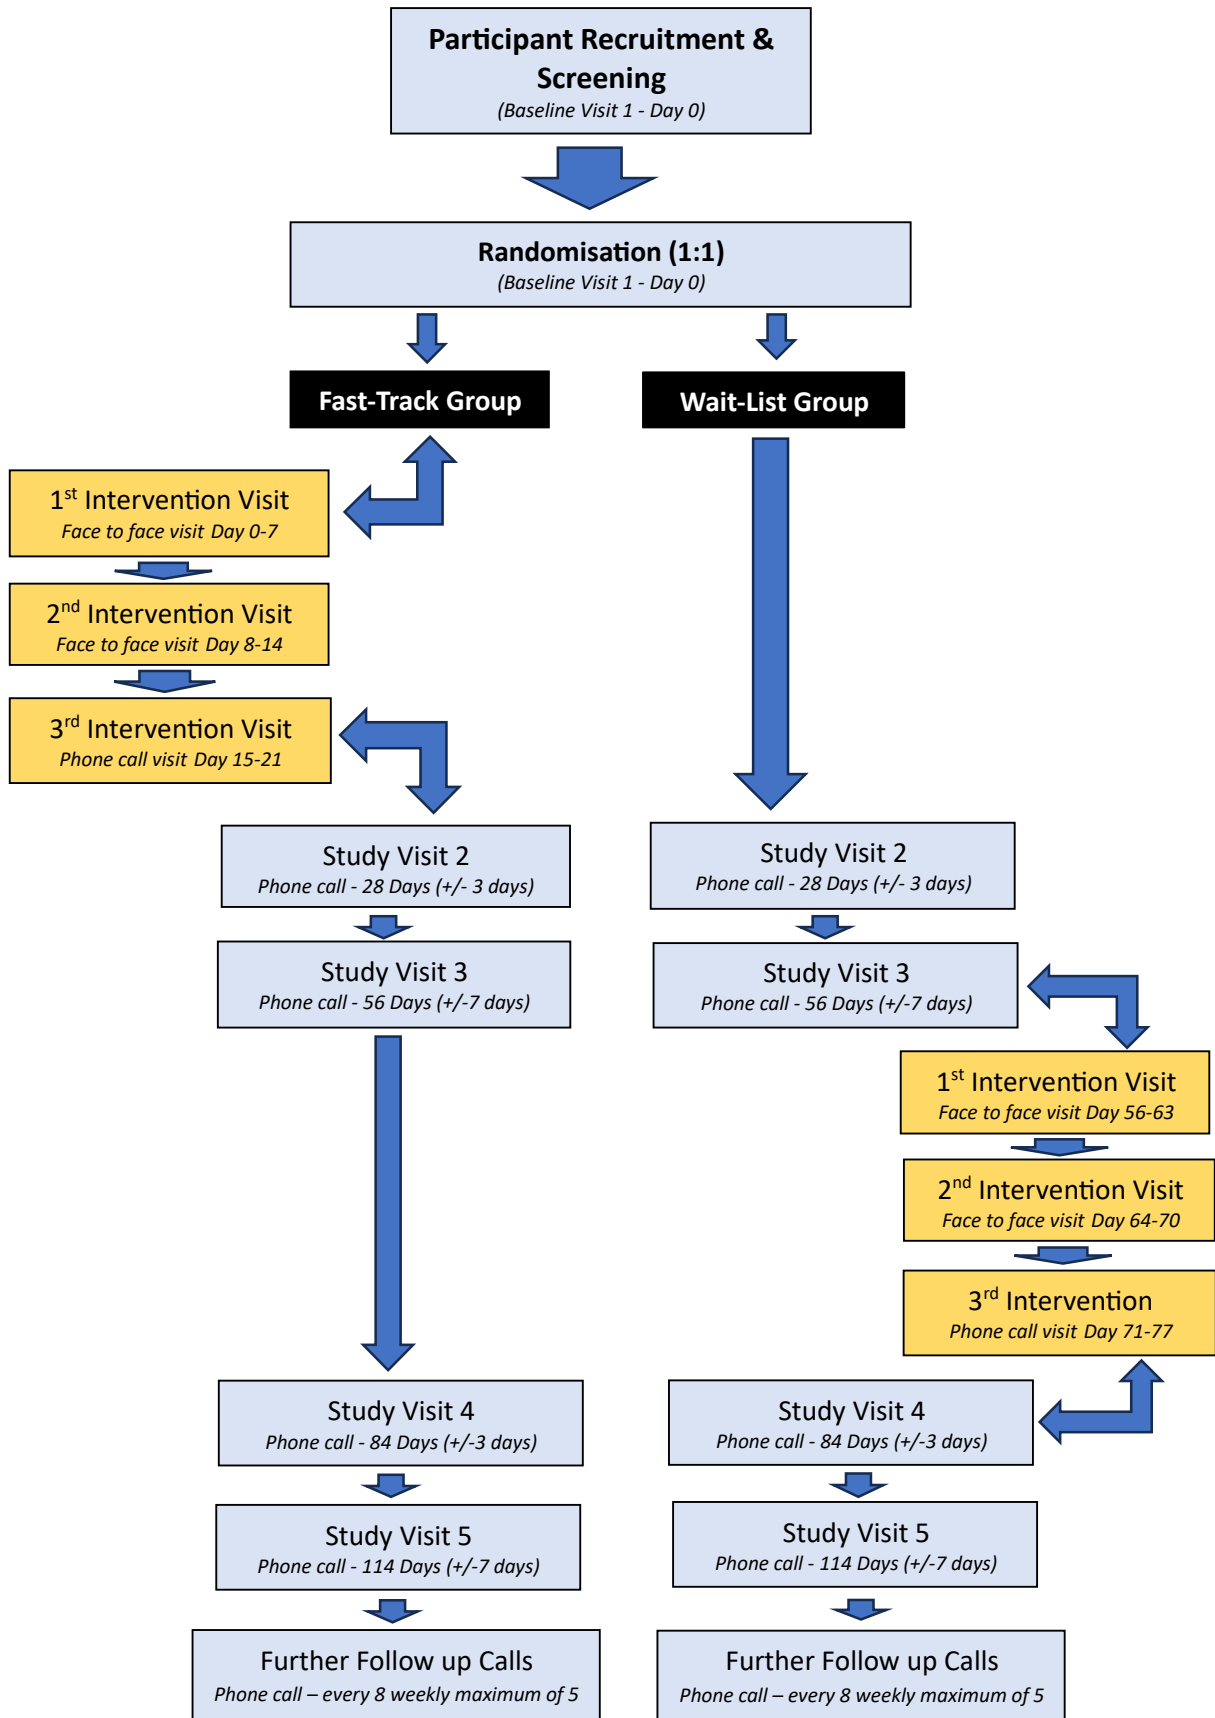 Participant Recruitment &
Screening
(Baseline Visit 1 - Day 0)
Randomisation (1:1)
(Baseline Visit 1 - Day 0)
Fast-Track Group
Wait-List Group
1st Intervention Visit
Face to face visit Day 0-7
2nd Intervention Visit
Face to face visit Day 8-14
3rd Intervention Visit
Phone call visit Day 15-21
Study Visit 2
Phone call - 28 Days (+/- 3 days)
Study Visit 3
Phone call - 56 Days (+/-7 days)
Study Visit 2
Phone call - 28 Days (+/- 3 days)
Study Visit 3
Phone call - 56 Days (+/-7 days)
1st Intervention Visit
Face to face visit Day 56-63
2nd Intervention Visit
Face to face visit Day 64-70
3rd Intervention
Phone call visit Day 71-77
Study Visit 4
Phone call - 84 Days (+/-3 days)
Study Visit 5
Phone call - 114 Days (+/-7 days)
Further Follow up Calls
Phone call – every 8 weekly maximum of 5
Study Visit 4
Phone call - 84 Days (+/-3 days)
Study Visit 5
Phone call - 114 Days (+/-7 days)
Further Follow up Calls
Phone call – every 8 weekly maximum of 5